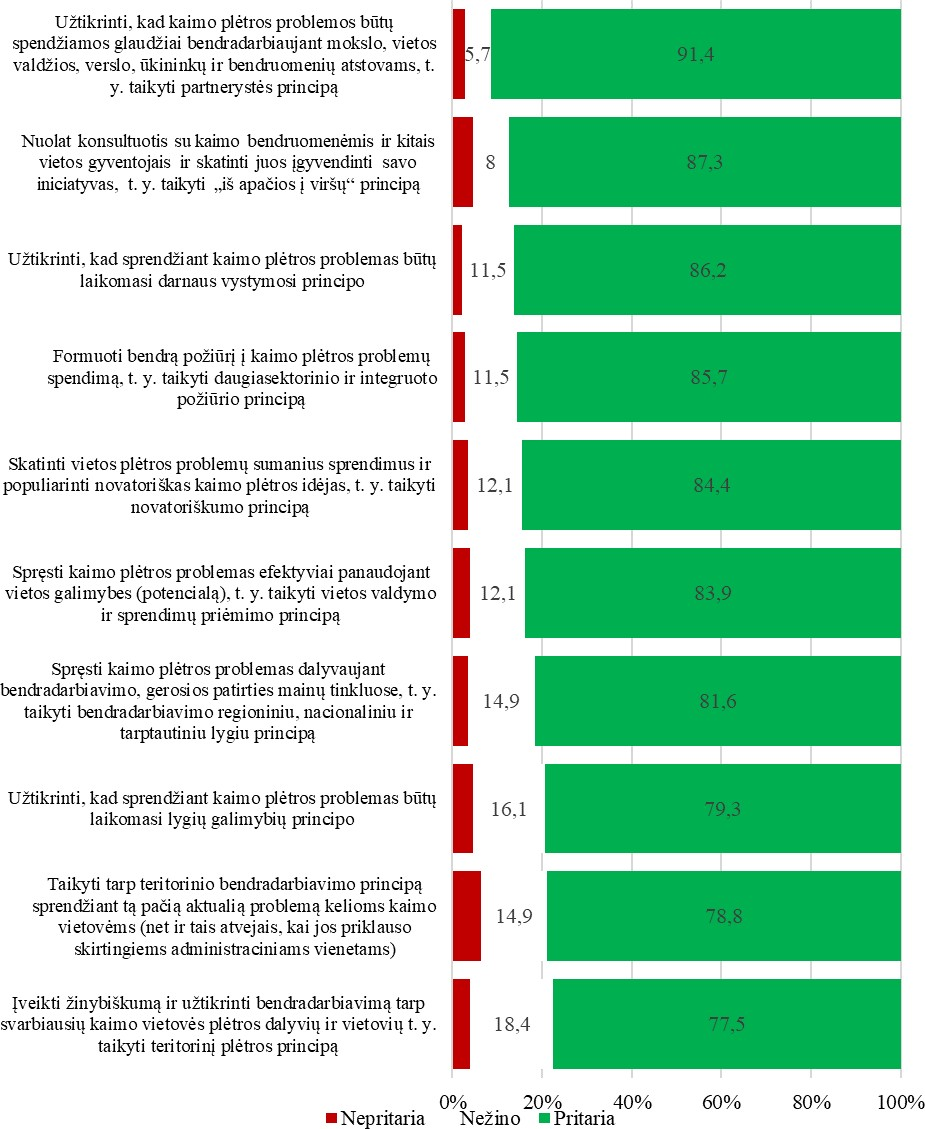 Užtikrinti, kad kaimo plėtros problemos būtų
spendžiamos glaudžiai bendradarbiaujant mokslo, vietos
valdžios, verslo, ūkininkų ir bendruomenių atstovams, t.
y. taikyti partnerystės principą
5,7
91,4
Nuolat konsultuotis su kaimo bendruomenėmis ir kitais
vietos gyventojais ir skatinti juos įgyvendinti savo
iniciatyvas, t. y. taikyti „iš apačios į viršų“ principą
8
87,3
Užtikrinti, kad sprendžiant kaimo plėtros problemas būtų
laikomasi darnaus vystymosi principo
11,5
86,2
Formuoti bendrą požiūrį į kaimo plėtros problemų
spendimą, t. y. taikyti daugiasektorinio ir integruoto
požiūrio principą
11,5
85,7
Skatinti vietos plėtros problemų sumanius sprendimus ir
populiarinti novatoriškas kaimo plėtros idėjas, t. y. taikyti
novatoriškumo principą
12,1
84,4
Spręsti kaimo plėtros problemas efektyviai panaudojant
vietos galimybes (potencialą), t. y. taikyti vietos valdymo
ir sprendimų priėmimo principą
12,1
83,9
Spręsti kaimo plėtros problemas dalyvaujant
bendradarbiavimo, gerosios patirties mainų tinkluose, t. y.
taikyti bendradarbiavimo regioniniu, nacionaliniu ir
tarptautiniu lygiu principą
14,9
81,6
Užtikrinti, kad sprendžiant kaimo plėtros problemas būtų
laikomasi lygių galimybių principo
16,1
79,3
Taikyti tarp teritorinio bendradarbiavimo principą
sprendžiant tą pačią aktualią problemą kelioms kaimo
vietovėms (net ir tais atvejais, kai jos priklauso
skirtingiems administraciniams vienetams)
14,9
78,8
Įveikti žinybiškumą ir užtikrinti bendradarbiavimą tarp
svarbiausių kaimo vietovės plėtros dalyvių ir vietovių t. y.
taikyti teritorinį plėtros principą
18,4
77,5
0% 20% 40% 60% 80% 100%
Nepritaria Nežino Pritaria